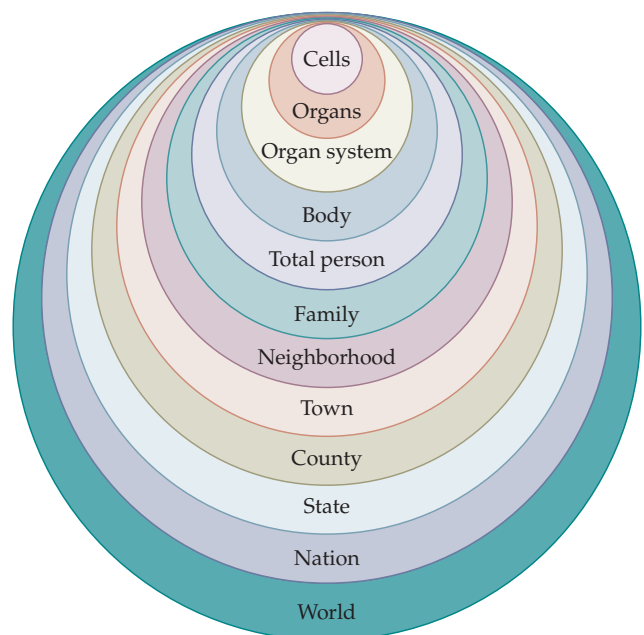 Cells
Organs
Organ system
Body
Total person
Family
Neighborhood
Town
County
State
Nation
World